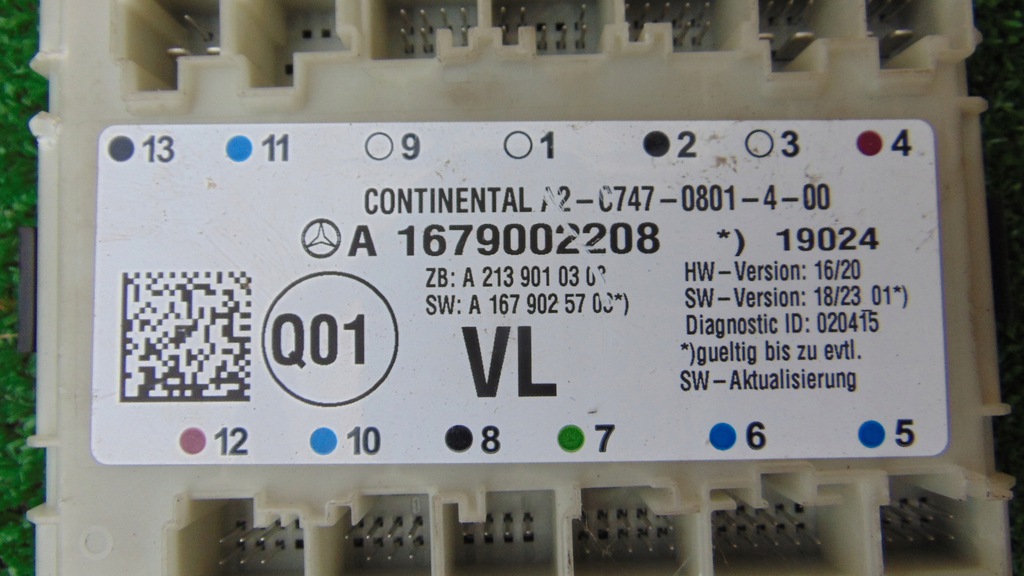 13 11 9 1 2 3 4
CONTINENTAL A2-C747-0801-4-00
A 1679002208 *) 19024
ZB: A 213 901 03
HW-Version: 16/20
SW: A 167 902 57 *)
SW-Version: 18/23 01*)
Q01
VL
Diagnostic ID: 020415
*)gueltig bis zu evtl.
SW-Aktualisierung
12 10 8 7 6 5